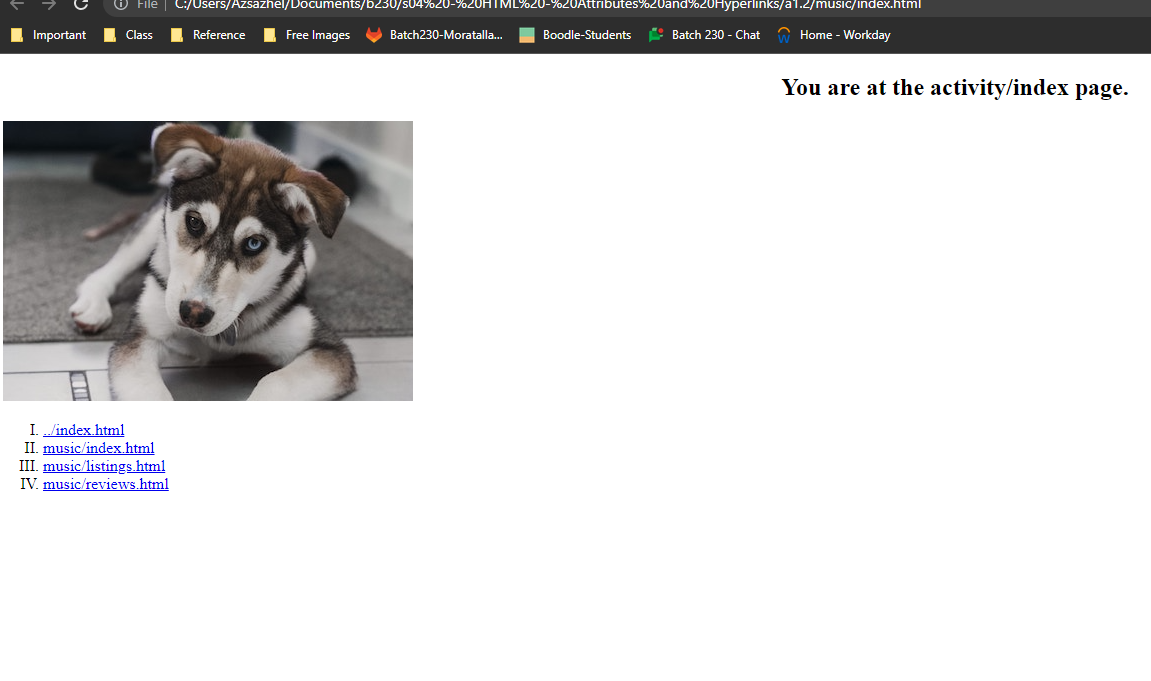 File | C:/Users/Azsazhel/Documents/b230/s04%20-%20HTML%20-%20Attributes%20and%20Hyperlinks/a1.2/music/index.html
Important Class Reference Free Images Batch230-Moratalla... Boodle-Students Batch 230 - Chat Home - Workday
You are at the activity/index page.
I. ../index.html
II. music/index.html
III. music/listings.html
IV. music/reviews.html